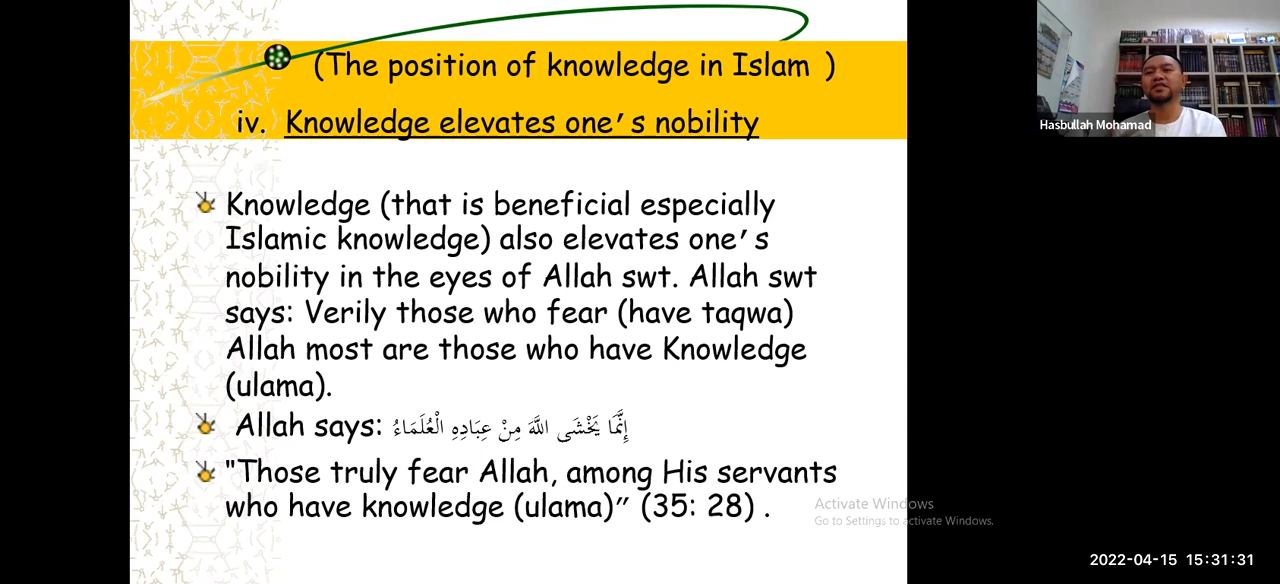 (The position of knowledge in Islam )
iv. Knowledge elevates one’s nobility
Hasbullah Mohamad
Knowledge (that is beneficial especially
Islamic knowledge) also elevates one’s
nobility in the eyes of Allah swt. Allah swt
says: Verily those who fear (have taqwa)
Allah most are those who have Knowledge
(ulama).
Allah says: إِنَّمَا يَخْشَى اللَّهَ مِنْ عِبَادِهِ الْعُلَمَاءُ
"Those truly fear Allah, among His servants
who have knowledge (ulama)” (35: 28) .
Activate Windows
Go to Settings to activate Windows.
2022-04-15 15:31:31